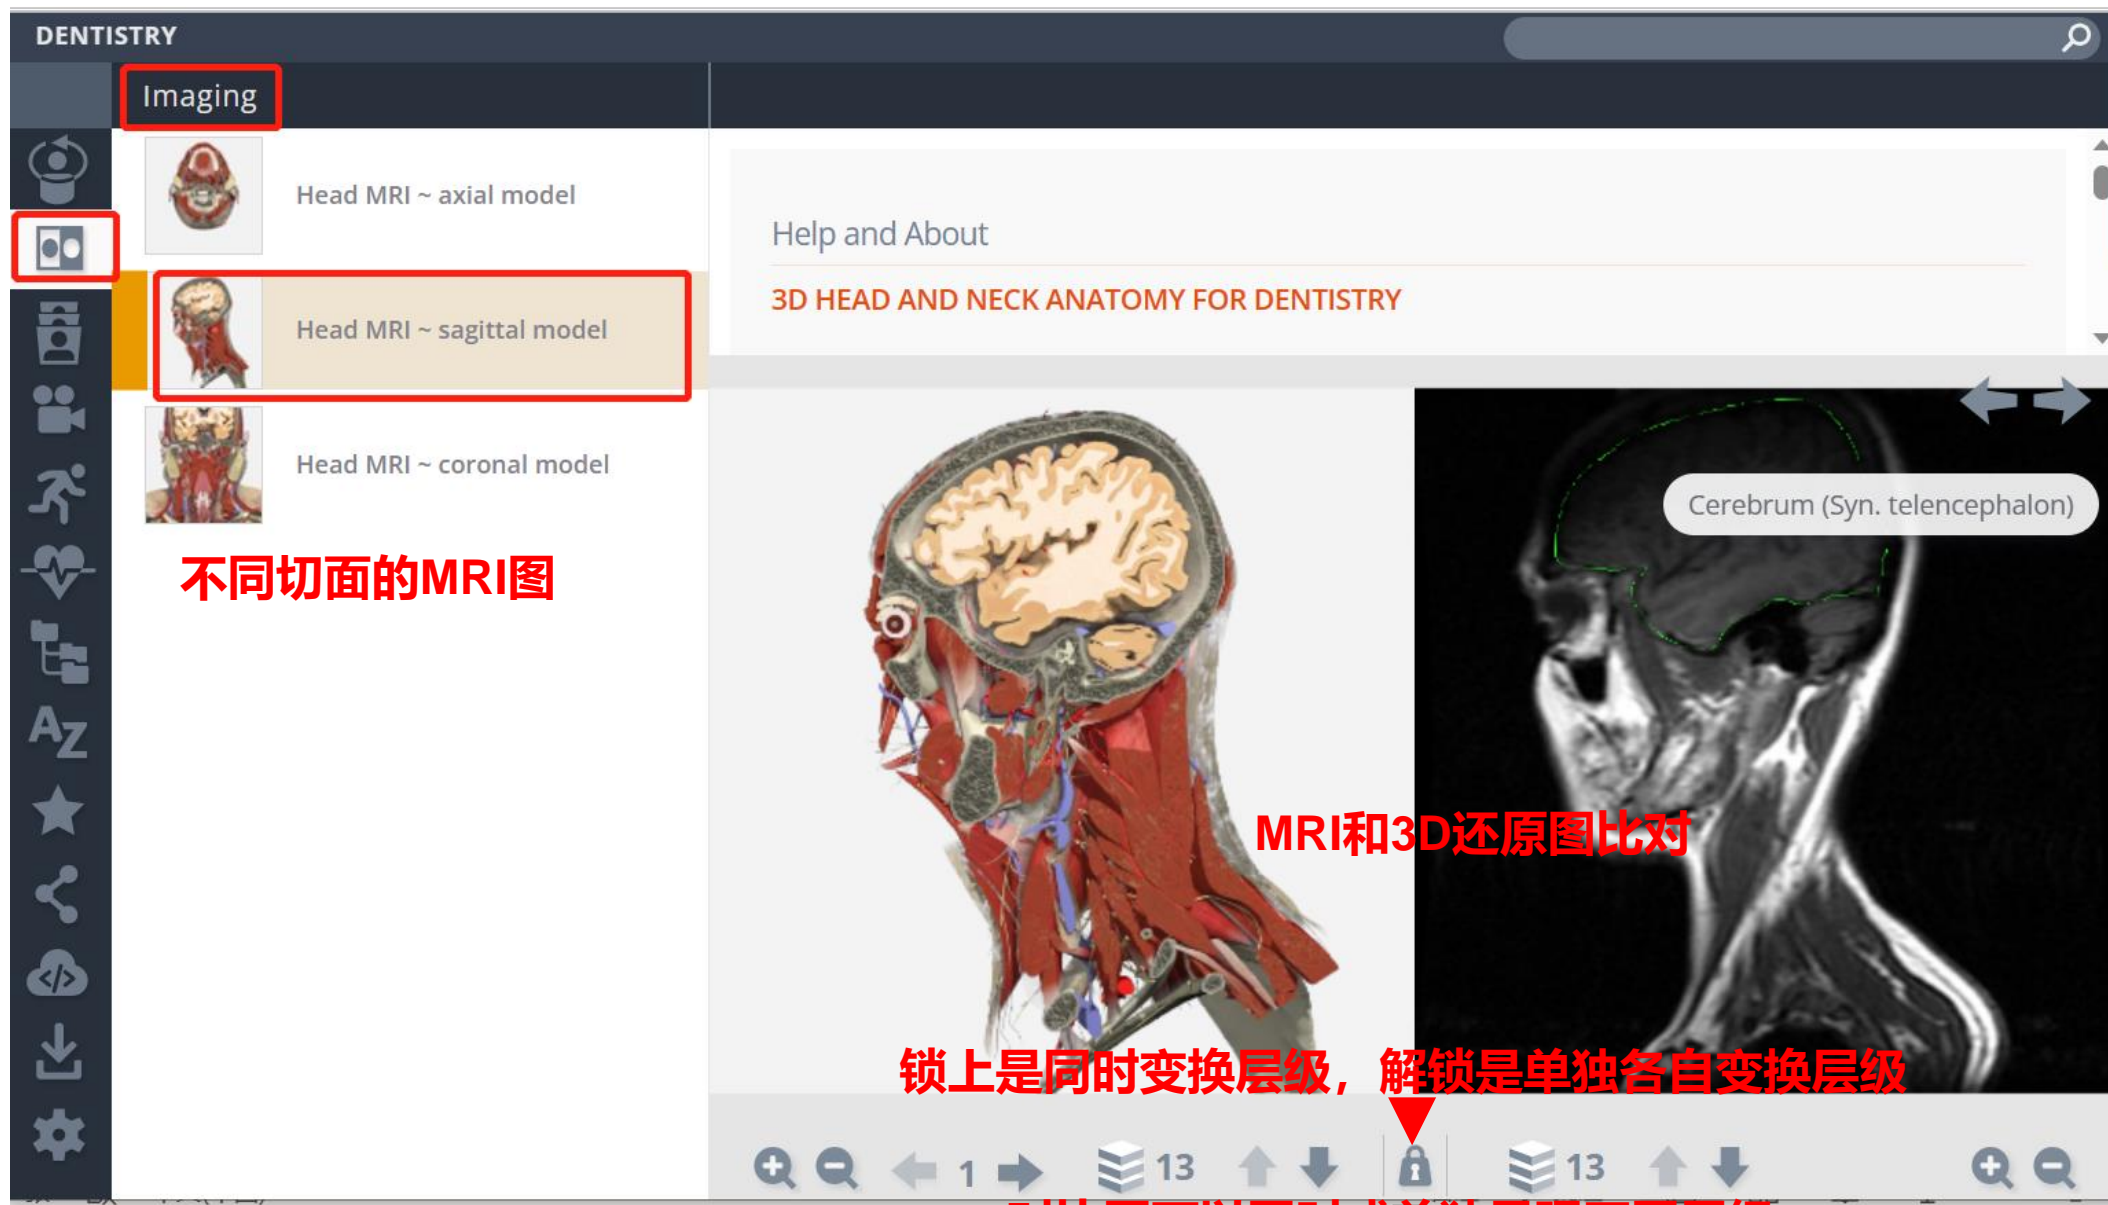 DENTISTRY
Imaging
Head MRI ~ axial model
Head MRI ~ sagittal model
Head MRI ~ coronal model
不同切面的MRI图
AZ
Help and About
3D HEAD AND NECK ANATOMY FOR DENTISTRY
Cerebrum (Syn. telencephalon)
MRI和3D还原图比对
锁上是同时变换层级，解锁是单独各自变换层级
1
13
13